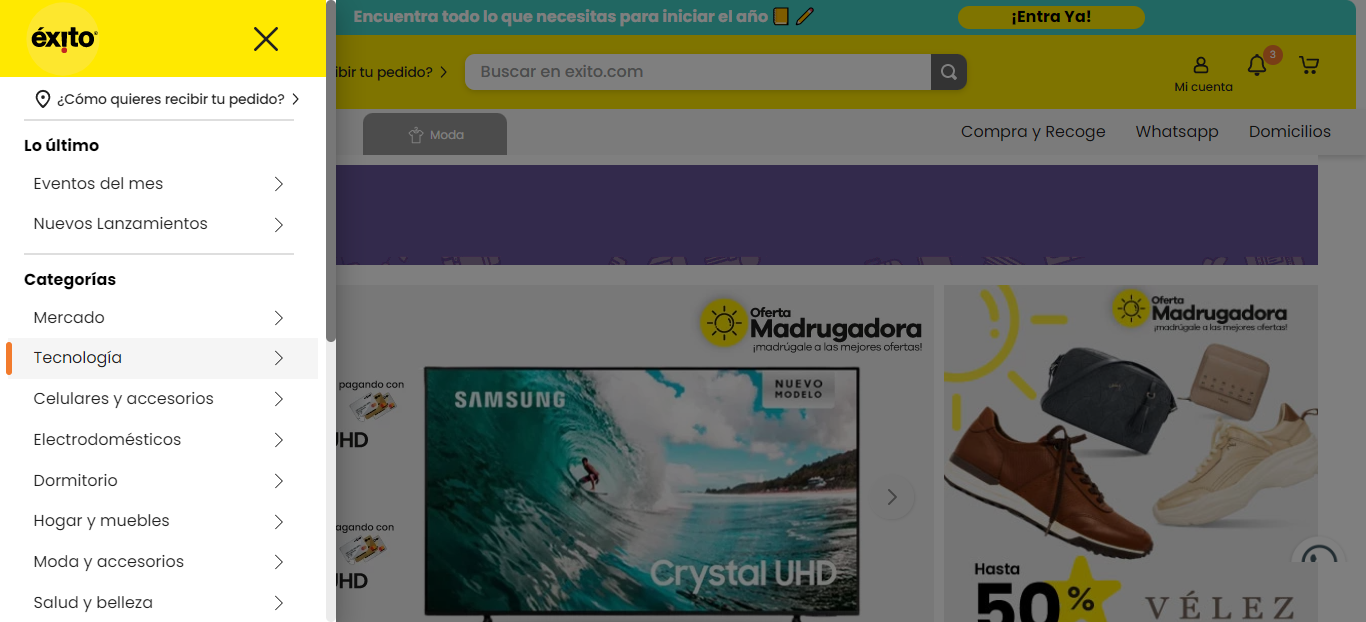 éxito
¿Cómo quieres recibir tu pedido?
Lo último
Eventos del mes
Nuevos Lanzamientos
Categorías
Mercado
Tecnología
Celulares y accesorios
Electrodomésticos
Dormitorio
Hogar y muebles
Moda y accesorios
Salud y belleza
Encuentra todo lo que necesitas para iniciar el año
¡Entra Ya!
ibir tu pedido?
Buscar en exito.com
Mi cuenta
3
Moda
Compra y Recoge
Whatsapp
Domicilios
Oferta
Madrugadora
¡madrúgale a las mejores ofertas!
pagando con
UHD
agando con
UHD
SAMSUNG
NUEVO
MODELO
Crystal UHD
Oferta
Madrugadora
¡madrúgale a las mejores ofertas!
Hasta
50%
VÉLEZ